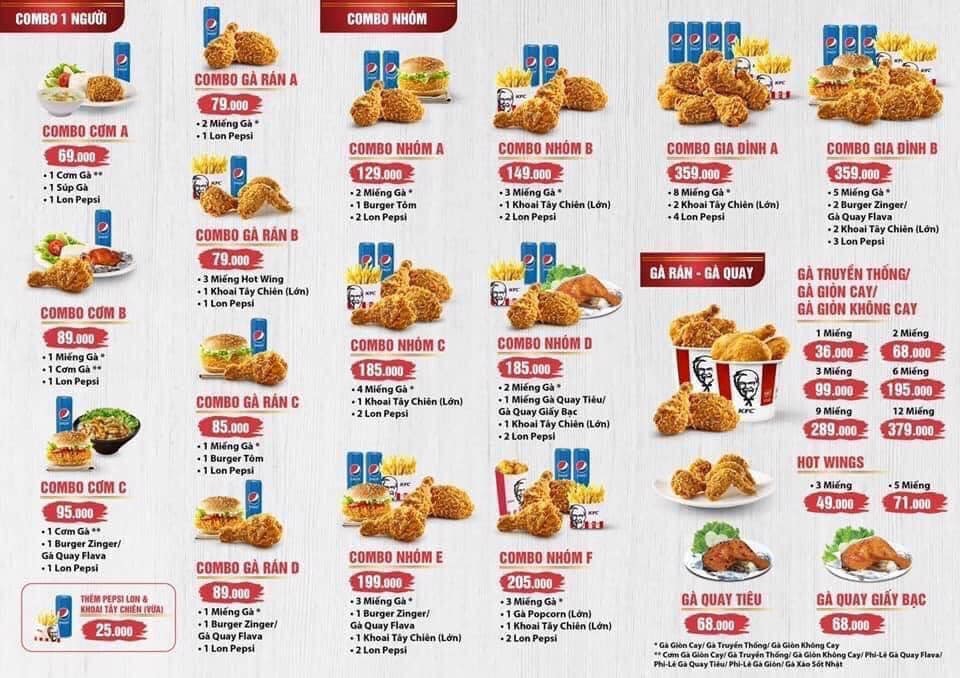 COMBO 1 NGƯỜI
COMBO CƠM A
69.000
• 1 Cơm Gà **
• 1 Súp Gà
• 1 Lon Pepsi
COMBO CƠM B
89.000
• 1 Miếng Gà *
• 1 Cơm Gà **
• 1 Lon Pepsi
COMBO CƠM C
95.000
• 1 Cơm Gà **
• 1 Burger Zinger/
Gà Quay Flava
• 1 Lon Pepsi
THÊM PEPSI LON &
KHOAI TÂY CHIÊN (VỪA)
25.000
COMBO GÀ RÁN A
79.000
• 2 Miếng Gà *
• 1 Lon Pepsi
COMBO GÀ RÁN B
79.000
• 3 Miếng Hot Wing
• 1 Khoai Tây Chiên (Lớn)
• 1 Lon Pepsi
COMBO GÀ RÁN C
85.000
• 1 Miếng Gà *
• 1 Burger Tôm
• 1 Lon Pepsi
COMBO GÀ RÁN D
89.000
• 1 Miếng Gà *
• 1 Burger Zinger/
Gà Quay Flava
• 1 Lon Pepsi
COMBO NHÓM
COMBO NHÓM A
129.000
• 2 Miếng Gà *
• 1 Burger Tôm
• 2 Lon Pepsi
KFC
COMBO NHÓM B
149.000
• 3 Miếng Gà *
• 1 Khoai Tây Chiên (Lớn)
• 2 Lon Pepsi
KFC
COMBO NHÓM C
185.000
• 4 Miếng Gà *
• 1 Khoai Tây Chiên (Lớn)
• 2 Lon Pepsi
COMBO NHÓM D
185.000
• 2 Miếng Gà *
• 1 Miếng Gà Quay Tiêu/
Gà Quay Giấy Bạc
• 1 Khoai Tây Chiên (Lớn)
• 2 Lon Pepsi
COMBO NHÓM E
199.000
• 3 Miếng Gà *
• 1 Burger Zinger/
Gà Quay Flava
• 1 Khoai Tây Chiên (Lớn)
• 2 Lon Pepsi
COMBO NHÓM F
205.000
• 3 Miếng Gà *
• 1 Gà Popcorn (Lớn)
• 1 Khoai Tây Chiên (Lớn)
• 2 Lon Pepsi
COMBO GIA ĐÌNH A
359.000
• 8 Miếng Gà *
• 2 Khoai Tây Chiên (Lớn)
• 4 Lon Pepsi
COMBO GIA ĐÌNH B
359.000
• 5 Miếng Gà *
• 2 Burger Zinger/
Gà Quay Flava
• 2 Khoai Tây Chiên (Lớn)
• 3 Lon Pepsi
GÀ RÁN - GÀ QUAY
KFC
GÀ TRUYỀN THỐNG/
GÀ GIÒN CAY/
GÀ GIÒN KHÔNG CAY
1 Miếng 2 Miếng
36.000 68.000
3 Miếng 6 Miếng
99.000 195.000
9 Miếng 12 Miếng
289.000 379.000
HOT WINGS
• 3 Miếng • 5 Miếng
49.000 71.000
GÀ QUAY TIÊU
68.000
GÀ QUAY GIẤY BẠC
68.000
* Gà Giòn Cay/ Gà Truyền Thống/ Gà Giòn Không Cay
** Cơm Gà Giòn Cay/ Gà Truyền Thống/ Gà Giòn Không Cay/ Phi-Lê Gà Quay Flava/
Phi-Lê Gà Quay Tiêu/ Phi-Lê Gà Giòn/ Gà Xào Sốt Nhật